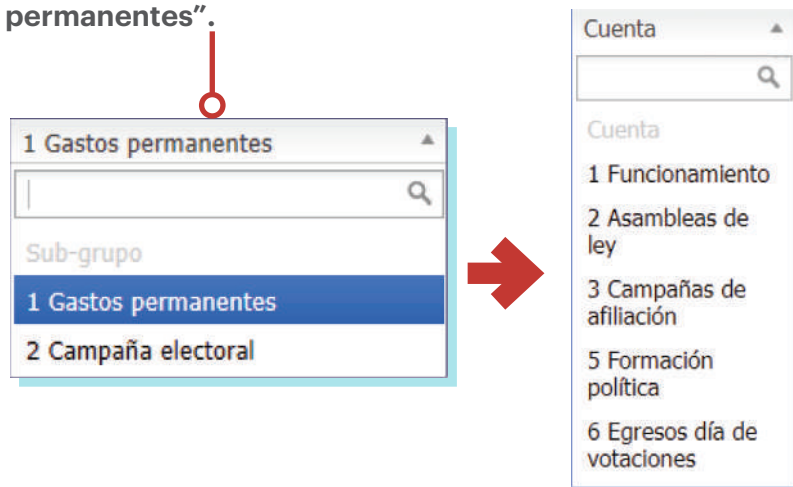 permanentes”.
1 Gastos permanentes
Sub-grupo
1 Gastos permanentes
2 Campaña electoral
Cuenta
Cuenta
1 Funcionamiento
2 Asambleas de
ley
3 Campañas de
afiliación
5 Formación
política
6 Egresos día de
votaciones